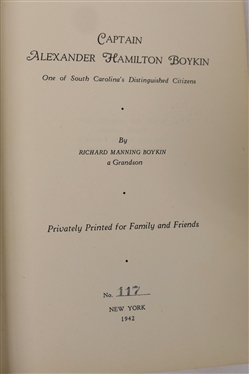 CAPTAIN
ALEXANDER HAMILTON BOYKIN
One of South Carolina's Distinguished Citizens
By
RICHARD MANNING BOYKIN
a Grandson
Privately Printed for Family and Friends
No. 117
NEW YORK
1942